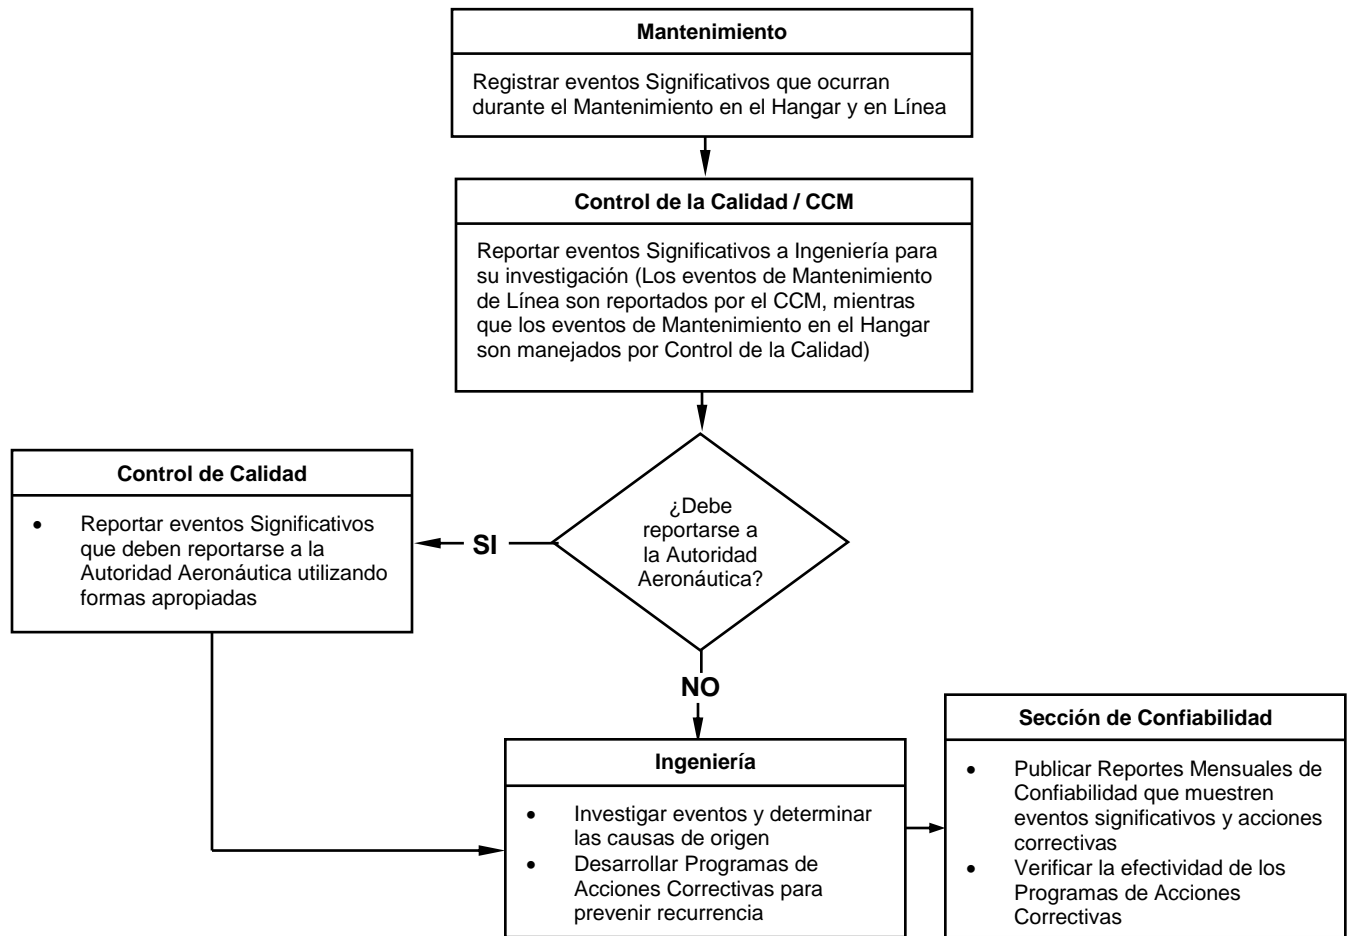 Mantenimiento
Registrar eventos Significativos que ocurran
durante el Mantenimiento en el Hangar y en Línea
Control de la Calidad / CCM
Reportar eventos Significativos a Ingeniería para
su investigación (Los eventos de Mantenimiento
de Línea son reportados por el CCM, mientras
que los eventos de Mantenimiento en el Hangar
son manejados por Control de la Calidad)
¿Debe
reportarse a
la Autoridad
Aeronáutica?
SI
Control de Calidad
• Reportar eventos Significativos
que deben reportarse a la
Autoridad Aeronáutica utilizando
formas apropiadas
NO
Ingeniería
• Investigar eventos y determinar
las causas de origen
• Desarrollar Programas de
Acciones Correctivas para
prevenir recurrencia
Sección de Confiabilidad
• Publicar Reportes Mensuales de
Confiabilidad que muestren
eventos significativos y acciones
correctivas
• Verificar la efectividad de los
Programas de Acciones
Correctivas